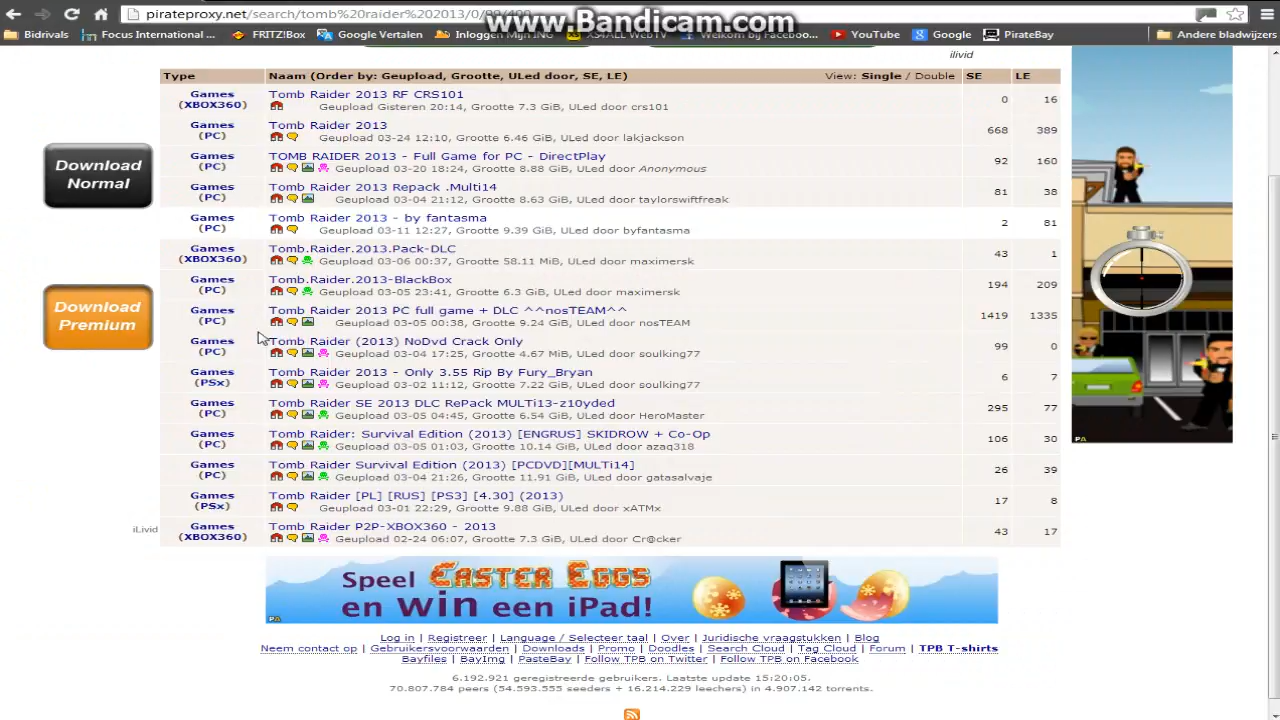 pirateproxy.net/search/tomb%20raider%202013/0/99/400
www.Bandicam.com
Bidrivals
Focus International ...
FRITZ!Box
Google Vertalen
Inloggen Mijn ING
XS4ALL WebTV
Welkom bij Faceboo...
YouTube
Google
PirateBay
Andere bladwijzers
ilivid
Type Naam (Order by: Geupload, Grootte, ULed door, SE, LE) View: Single / Double SE LE
Games Tomb Raider 2013 RF CRS101
(XBOX360) Geupload Gisteren 20:14, Grootte 7.3 GiB, ULed door crs101 0 16
Games Tomb Raider 2013
(PC) Geupload 03-24 12:10, Grootte 6.46 GiB, ULed door lakjackson 668 389
Games TOMB RAIDER 2013 - Full Game for PC - DirectPlay
(PC) Geupload 03-20 18:24, Grootte 8.88 GiB, ULed door Anonymous 92 160
Games Tomb Raider 2013 Repack .Multi14
(PC) Geupload 03-04 21:12, Grootte 8.63 GiB, ULed door taylorswiftfreak 81 38
Games Tomb Raider 2013 - by fantasma
(PC) Geupload 03-11 12:27, Grootte 9.39 GiB, ULed door byfantasma 2 81
Games Tomb.Raider.2013.Pack-DLC
(XBOX360) Geupload 03-06 00:37, Grootte 58.11 MiB, ULed door maximersk 43 1
Games Tomb.Raider.2013-BlackBox
(PC) Geupload 03-05 23:41, Grootte 6.3 GiB, ULed door maximersk 194 209
Games Tomb Raider 2013 PC full game + DLC ^^nosTEAM^^
(PC) Geupload 03-05 00:38, Grootte 9.24 GiB, ULed door nosTEAM 1419 1335
Games Tomb Raider (2013) NoDvd Crack Only
(PC) Geupload 03-04 17:25, Grootte 4.67 MiB, ULed door soulking77 99 0
Games Tomb Raider 2013 - Only 3.55 Rip By Fury_Bryan
(PSx) Geupload 03-02 11:12, Grootte 7.22 GiB, ULed door soulking77 6 7
Games Tomb Raider SE 2013 DLC RePack MULTi13-z10yded
(PC) Geupload 03-05 04:45, Grootte 6.54 GiB, ULed door HeroMaster 295 77
Games Tomb Raider: Survival Edition (2013) [ENGRUS] SKIDROW + Co-Op
(PC) Geupload 03-05 01:03, Grootte 10.14 GiB, ULed door azaq318 106 30
Games Tomb Raider Survival Edition (2013) [PCDVD][MULTi14]
(PC) Geupload 03-04 21:26, Grootte 11.91 GiB, ULed door gatasalvaje 26 39
Games Tomb Raider [PL] [RUS] [PS3] [4.30] (2013)
(PSx) Geupload 03-01 22:29, Grootte 9.88 GiB, ULed door xATMx 17 8
Games Tomb Raider P2P-XBOX360 - 2013
(XBOX360) Geupload 02-24 06:07, Grootte 7.3 GiB, ULed door Cr@cker 43 17
Download
Normal
Download
Premium
iLivid
Speel EASTER EGGS
en win een iPad!
Log in | Registreer | Language / Selecteer taal | Over | Juridische vraagstukken | Blog
Neem contact op | Gebruikersvoorwaarden | Downloads | Promo | Doodles | Search Cloud | Tag Cloud | Forum | TPB T-shirts
Bayfiles | BayImg | PasteBay | Follow TPB on Twitter | Follow TPB on Facebook
6.192.921 geregistreerde gebruikers. Laatste update 15:20:05.
70.807.784 peers (54.593.555 seeders + 16.214.229 leechers) in 4.907.142 torrents.